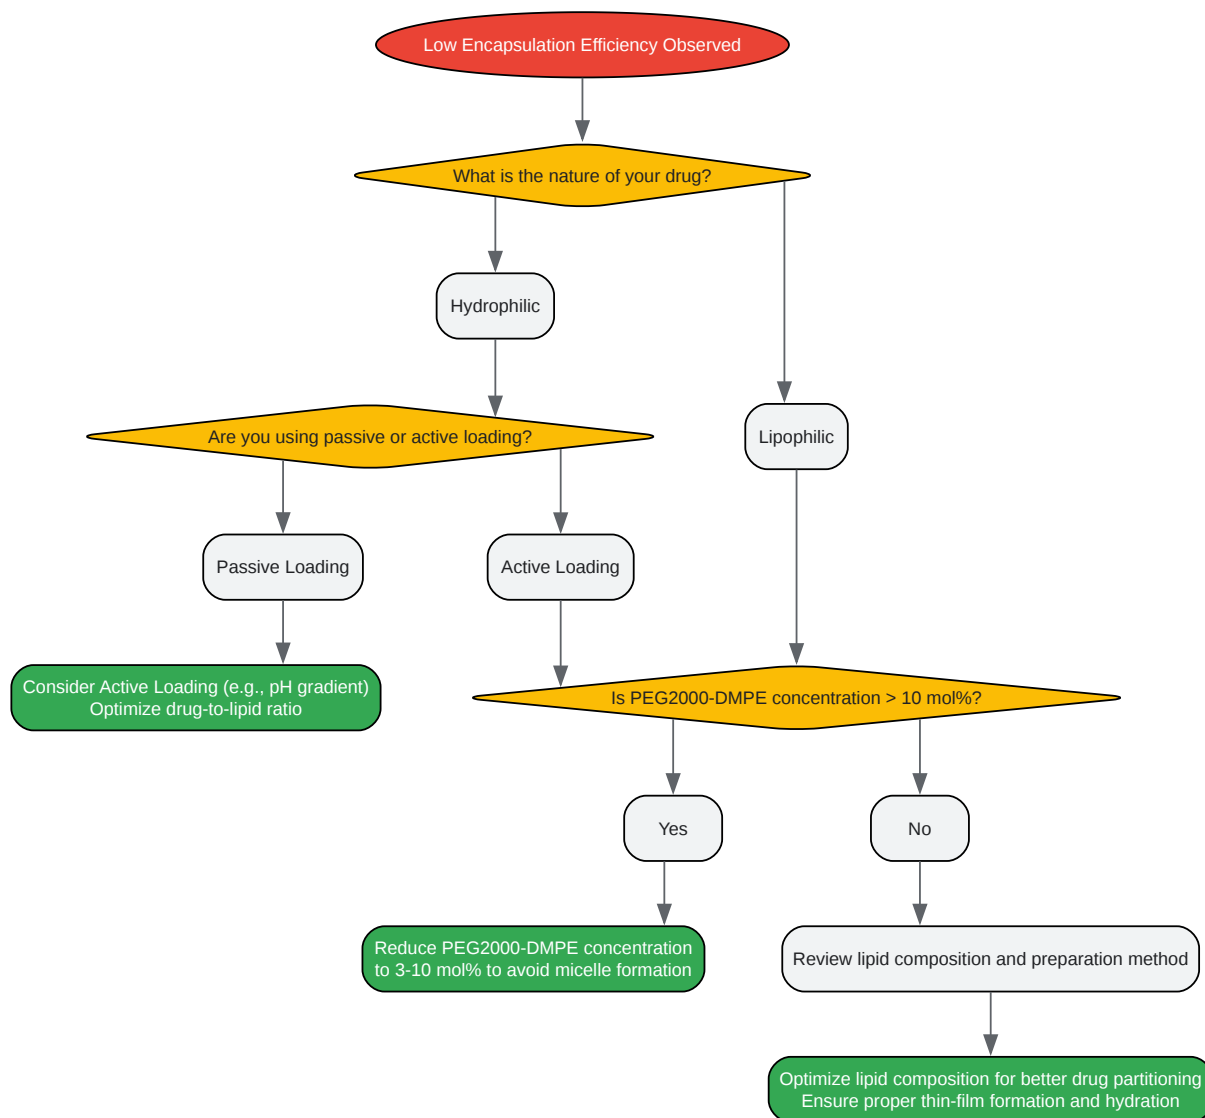 Low Encapsulation Efficiency Observed
What is the nature of your drug?
Hydrophilic
Are you using passive or active loading?
Lipophilic
Passive Loading
Active Loading
Consider Active Loading (e.g., pH gradient)
Optimize drug-to-lipid ratio
Is PEG2000-DMPE concentration > 10 mol%?
Yes
No
Reduce PEG2000-DMPE concentration
to 3-10 mol% to avoid micelle formation
Review lipid composition and preparation method
Optimize lipid composition for better drug partitioning
Ensure proper thin-film formation and hydration